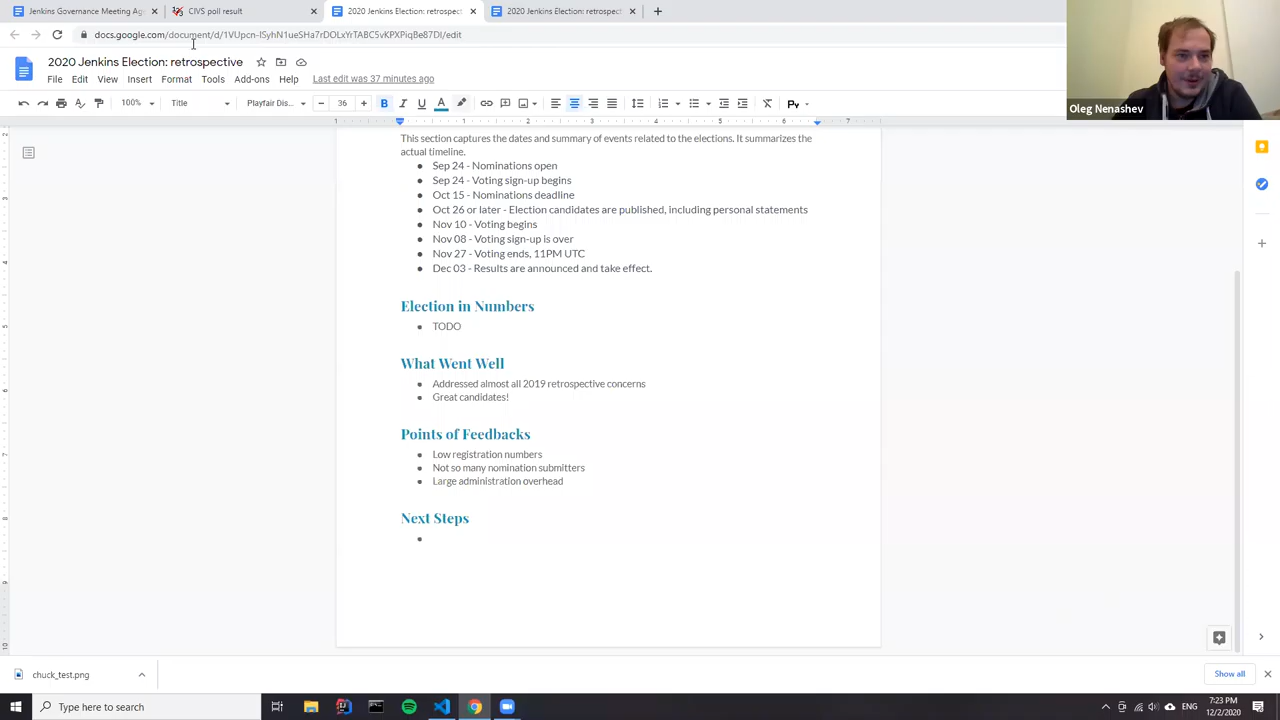 Jenkins Governance Meeting Ag
CIVS poll result
2020 Jenkins Election: retrospect
2020 Jenkins Election: retrospect
docs.google.com/document/d/1VUpcn-ISyhN1ueSHa7rDOLxYrTABC5vKPXPiqBe87DI/edit
2020 Jenkins Election: retrospective
File Edit View Insert Format Tools Add-ons Help Last edit was 37 minutes ago
100% Title Playfair Dis... 36 B I U A
Oleg Nenashev
This section captures the dates and summary of events related to the elections. It summarizes the
actual timeline.
Sep 24 - Nominations open
Sep 24 - Voting sign-up begins
Oct 15 - Nominations deadline
Oct 26 or later - Election candidates are published, including personal statements
Nov 10 - Voting begins
Nov 08 - Voting sign-up is over
Nov 27 - Voting ends, 11PM UTC
Dec 03 - Results are announced and take effect.
Election in Numbers
TODO
What Went Well
Addressed almost all 2019 retrospective concerns
Great candidates!
Points of Feedbacks
Low registration numbers
Not so many nomination submitters
Large administration overhead
Next Steps
chuck_test.png
Show all
Type here to search
ENG
7:23 PM
12/2/2020